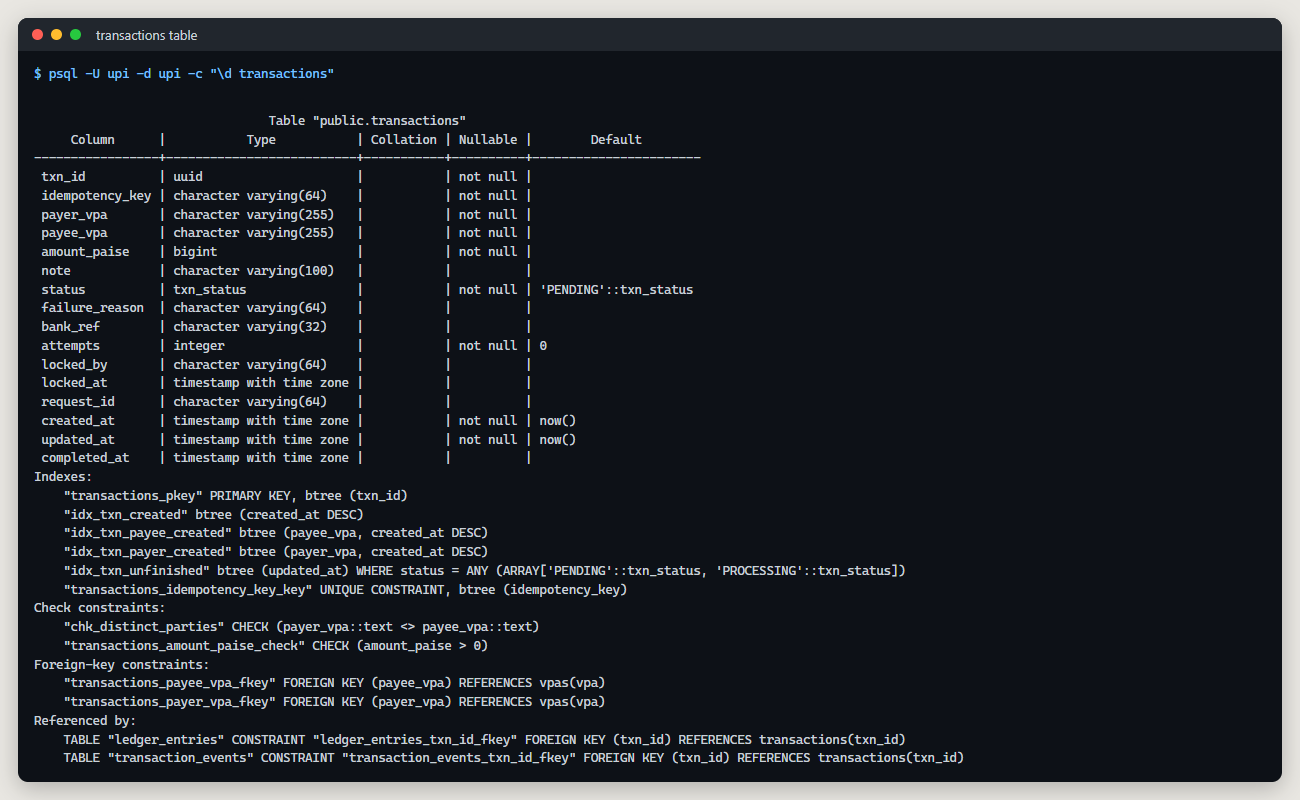 transactions table
$ psql -U upi -d upi -c "\d transactions"
                                Table "public.transactions"
     Column      |           Type           | Collation | Nullable |        Default
-----------------+--------------------------+-----------+----------+-----------------------
 txn_id          | uuid                     |           | not null |
 idempotency_key | character varying(64)    |           | not null |
 payer_vpa       | character varying(255)   |           | not null |
 payee_vpa       | character varying(255)   |           | not null |
 amount_paise    | bigint                   |           | not null |
 note            | character varying(100)   |           |          |
 status          | txn_status               |           | not null | 'PENDING'::txn_status
 failure_reason  | character varying(64)    |           |          |
 bank_ref        | character varying(32)    |           |          |
 attempts        | integer                  |           | not null | 0
 locked_by       | character varying(64)    |           |          |
 locked_at       | timestamp with time zone |           |          |
 request_id      | character varying(64)    |           |          |
 created_at      | timestamp with time zone |           | not null | now()
 updated_at      | timestamp with time zone |           | not null | now()
 completed_at    | timestamp with time zone |           |          |
Indexes:
    "transactions_pkey" PRIMARY KEY, btree (txn_id)
    "idx_txn_created" btree (created_at DESC)
    "idx_txn_payee_created" btree (payee_vpa, created_at DESC)
    "idx_txn_payer_created" btree (payer_vpa, created_at DESC)
    "idx_txn_unfinished" btree (updated_at) WHERE status = ANY (ARRAY['PENDING'::txn_status, 'PROCESSING'::txn_status])
    "transactions_idempotency_key_key" UNIQUE CONSTRAINT, btree (idempotency_key)
Check constraints:
    "chk_distinct_parties" CHECK (payer_vpa::text <> payee_vpa::text)
    "transactions_amount_paise_check" CHECK (amount_paise > 0)
Foreign-key constraints:
    "transactions_payee_vpa_fkey" FOREIGN KEY (payee_vpa) REFERENCES vpas(vpa)
    "transactions_payer_vpa_fkey" FOREIGN KEY (payer_vpa) REFERENCES vpas(vpa)
Referenced by:
    TABLE "ledger_entries" CONSTRAINT "ledger_entries_txn_id_fkey" FOREIGN KEY (txn_id) REFERENCES transactions(txn_id)
    TABLE "transaction_events" CONSTRAINT "transaction_events_txn_id_fkey" FOREIGN KEY (txn_id) REFERENCES transactions(txn_id)